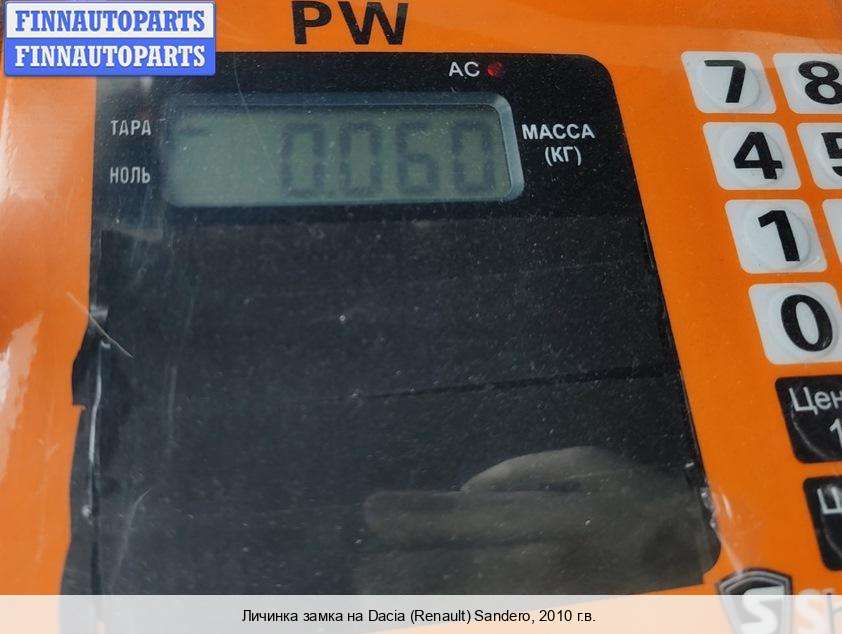 FINNAUTOPARTS
FINNAUTOPARTS
PW
AC
ТАРА
НОЛЬ
0.060
МАССА
(КГ)
7 8
4 5
1
0
Личинка замка на Dacia (Renault) Sandero, 2010 г.в.